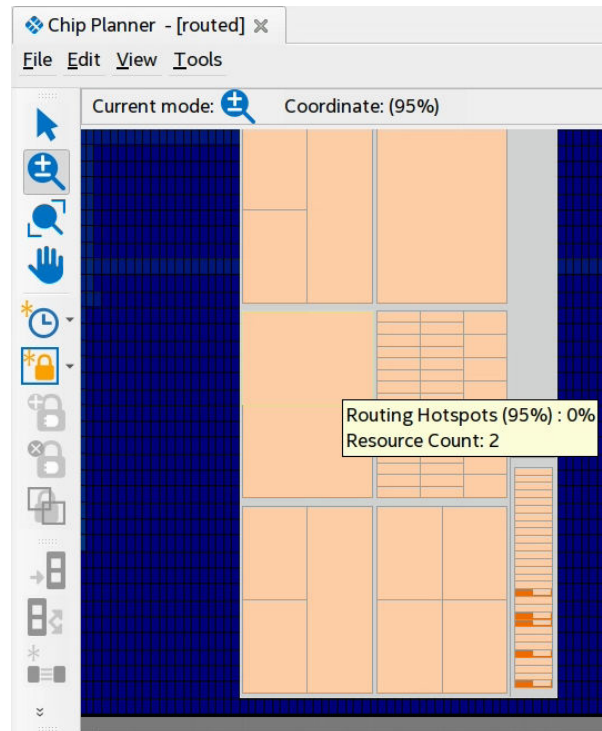 Chip Planner - [routed]
File Edit View Tools
Current mode: Coordinate: (95%)
Routing Hotspots (95%) : 0%
Resource Count: 2